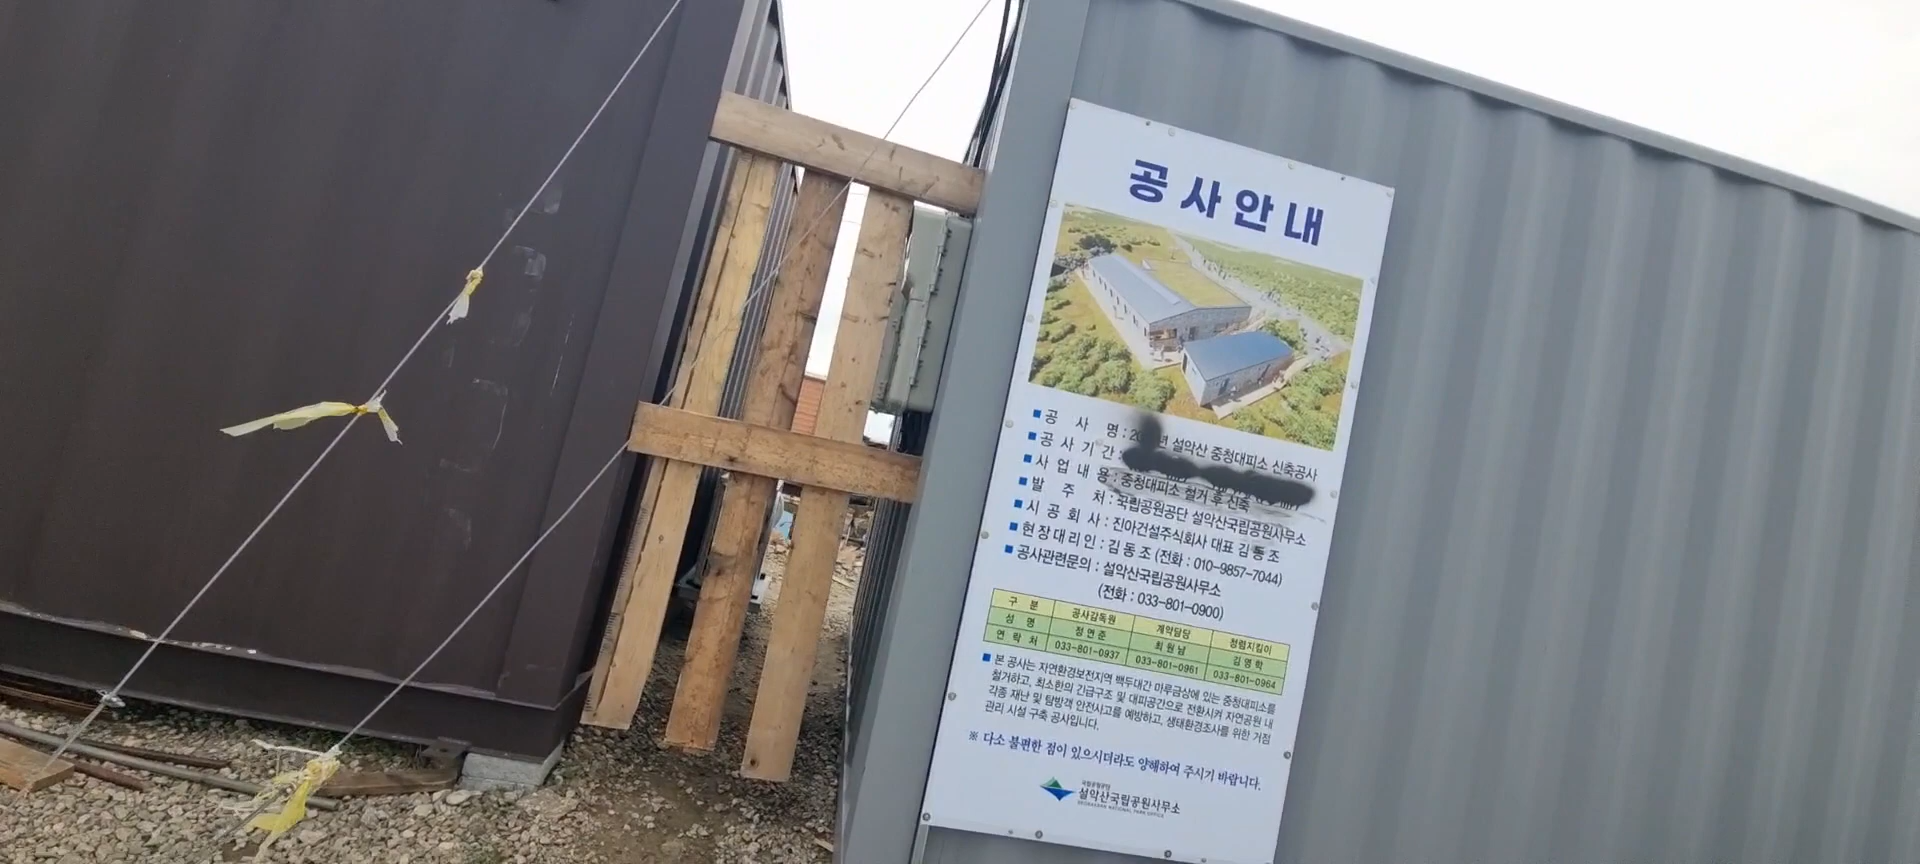 공사안내
■ 공 사 명 : 20 년 설악산 중청대피소 신축공사
■ 공 사 기 간 :
■ 사 업 내 용 : 중청대피소 철거 후 신축
■ 발 주 처 : 국립공원공단 설악산국립공원사무소
■ 시 공 회 사 : 진아건설주식회사 대표 김 동 조
■ 현장대리인 : 김 동 조 (전화 : 010-9857-7044)
■ 공사관련문의 : 설악산국립공원사무소
(전화 : 033-801-0900)
구 분 공사감독원 계약담당 청렴지킴이
성 명 정연준 최원남 김영학
연 락 처 033-801-0937 033-801-0961 033-801-0964
■ 본 공사는 자연환경보전지역 백두대간 마루금상에 있는 중청대피소를
철거하고, 최소한의 긴급구조 및 대피공간으로 전환시켜 자연공원 내
각종 재난 및 탐방객 안전사고를 예방하고, 생태환경조사를 위한 거점
관리 시설 구축 공사입니다.
※ 다소 불편한 점이 있으시더라도 양해하여 주시기 바랍니다.
국립공원공단
설악산국립공원사무소
SEORAKSAN NATIONAL PARK OFFICE